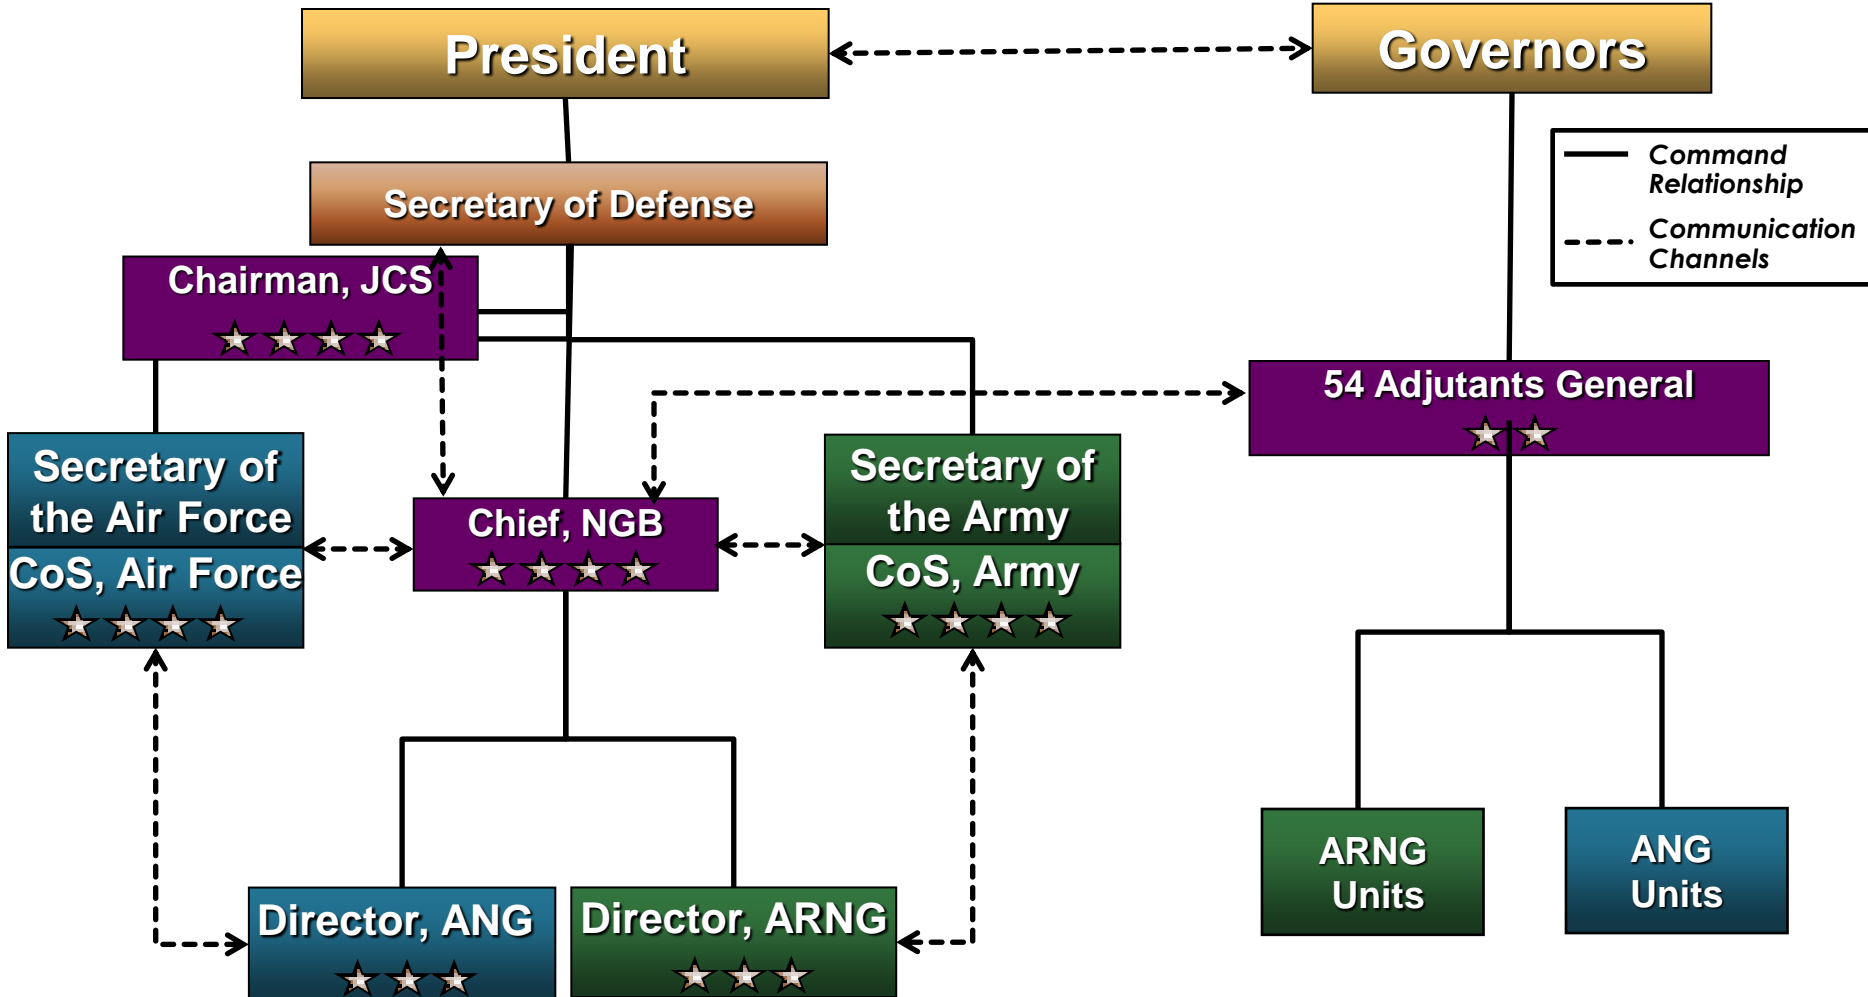 President
Governors
Command
Relationship
Communication
Channels
Secretary of Defense
Chairman, JCS
54 Adjutants General
Secretary of
the Air Force
CoS, Air Force
Chief, NGB
Secretary of
the Army
CoS, Army
ARNG
Units
ANG
Units
Director, ANG
Director, ARNG